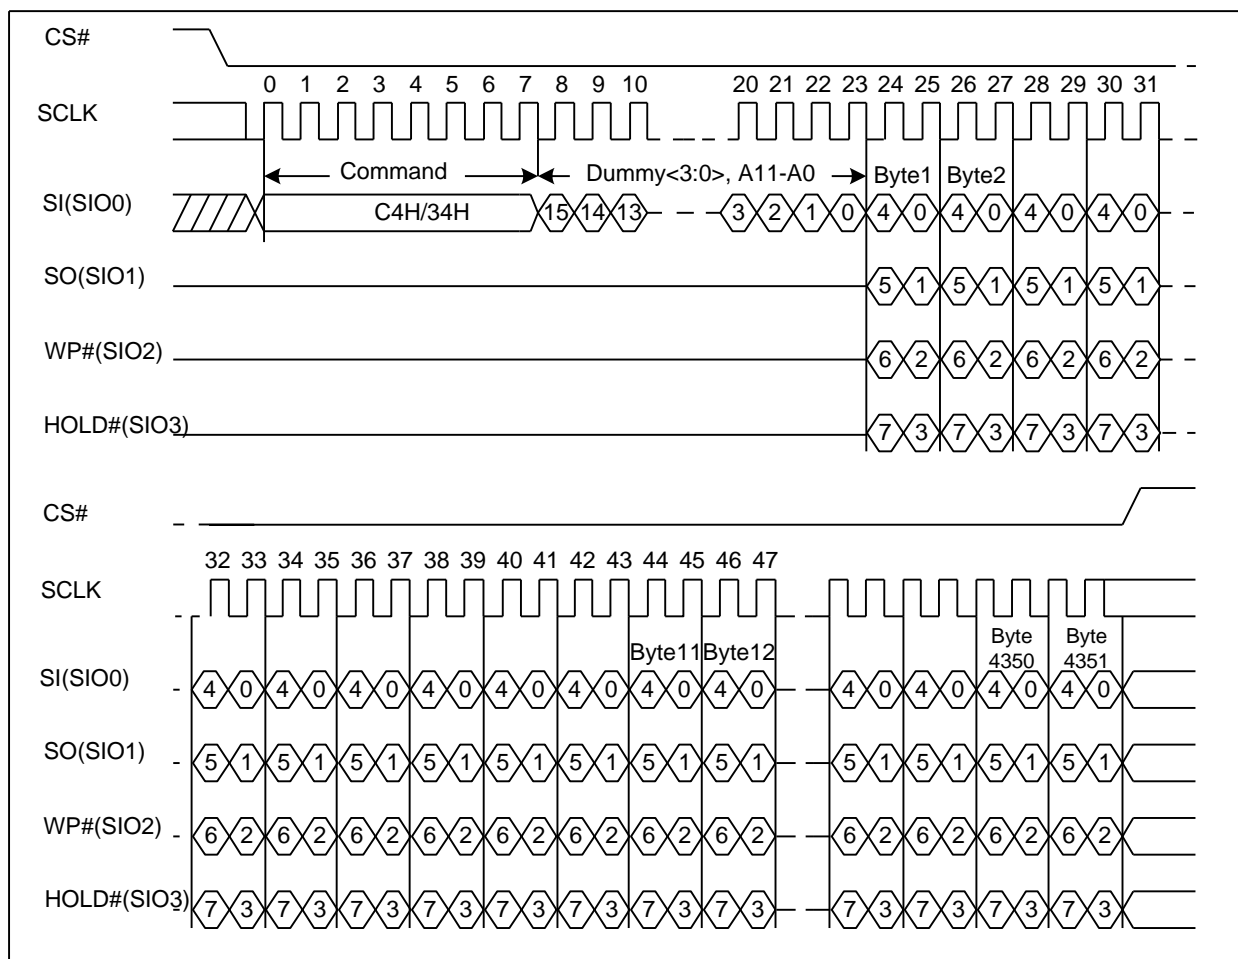 CS#
0 1 2 3 4 5 6 7 8 9 10 20 21 22 23 24 25 26 27 28 29 30 31
SCLK
Command Dummy<3:0>, A11-A0 Byte1 Byte2
SI(SIO0) C4H/34H 15 14 13 3 2 1 0 4 0 4 0 4 0 4 0
SO(SIO1) 5 1 5 1 5 1 5 1
WP#(SIO2) 6 2 6 2 6 2 6 2
HOLD#(SIO3) 7 3 7 3 7 3 7 3
CS#
32 33 34 35 36 37 38 39 40 41 42 43 44 45 46 47
SCLK
Byte11 Byte12 Byte 4350 Byte 4351
SI(SIO0) 4 0 4 0 4 0 4 0 4 0 4 0 4 0 4 0 4 0 4 0 4 0 4 0
SO(SIO1) 5 1 5 1 5 1 5 1 5 1 5 1 5 1 5 1 5 1 5 1 5 1 5 1
WP#(SIO2) 6 2 6 2 6 2 6 2 6 2 6 2 6 2 6 2 6 2 6 2 6 2 6 2
HOLD#(SIO3) 7 3 7 3 7 3 7 3 7 3 7 3 7 3 7 3 7 3 7 3 7 3 7 3